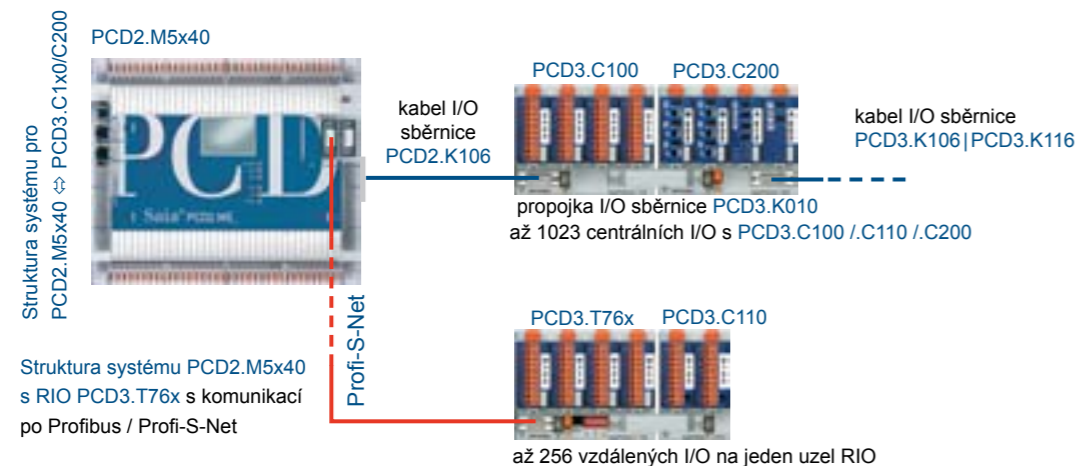 Struktura systému pro
PCD2.M5x40 ⇔ PCD3.C1x0/C200
PCD2.M5x40
PCD
Saia®
kabel I/O
sběrnice
PCD2.K106
PCD3.C100
PCD3.C200
kabel I/O sběrnice
PCD3.K106|PCD3.K116
propojka I/O sběrnice PCD3.K010
až 1023 centrálních I/O s PCD3.C100 /.C110 /.C200
Profi-S-Net
Struktura systému PCD2.M5x40
s RIO PCD3.T76x s komunikací
po Profibus / Profi-S-Net
PCD3.T76x
PCD3.C110
až 256 vzdálených I/O na jeden uzel RIO